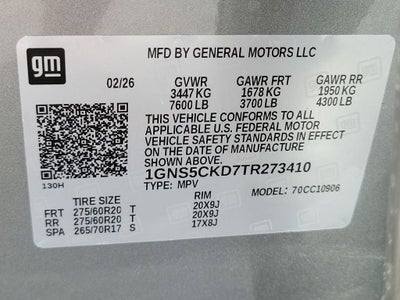 gm
MFD BY GENERAL MOTORS LLC
02/26 GVWR GAWR FRT GAWR RR
3447 KG 1678 KG 1950 KG
7600 LB 3700 LB 4300 LB
THIS VEHICLE CONFORMS TO ALL
APPLICABLE U.S. FEDERAL MOTOR
VEHICLE SAFETY STANDARDS IN EFFECT
ON THE DATE OF MANUFACTURE SHOWN ABOVE.
1GNS5CKD7TR273410
130H TYPE: MPV MODEL: 70CC10906
TIRE SIZE RIM
FRT 275/60R20 T 20X9J
RR 275/60R20 T 20X9J
SPA 265/70R17 S 17X8J